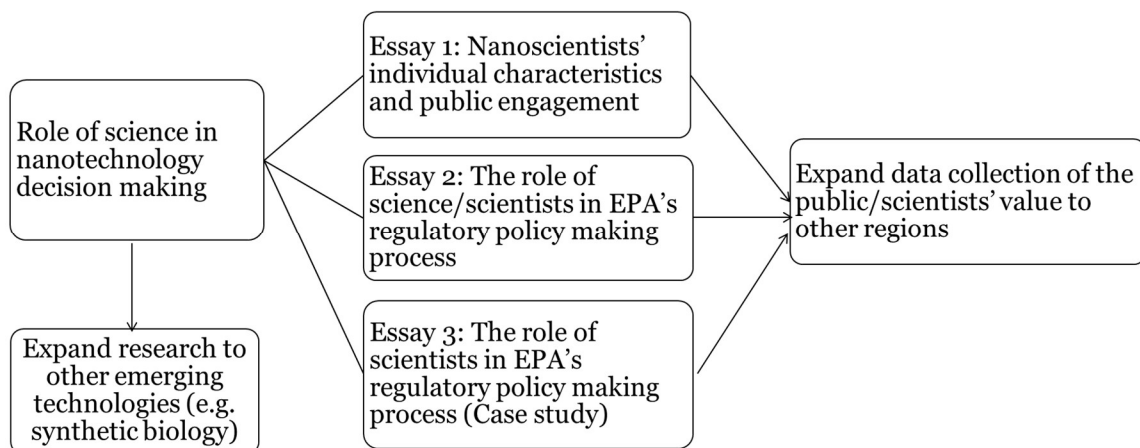 Role of science in
nanotechnology
decision making
Expand research to
other emerging
technologies (e.g.
synthetic biology)
Essay 1: Nanoscientists’
individual characteristics
and public engagement
Essay 2: The role of
science/scientists in EPA’s
regulatory policy making
process
Essay 3: The role of
scientists in EPA’s
regulatory policy making
process (Case study)
Expand data collection of the
public/scientists’ value to
other regions